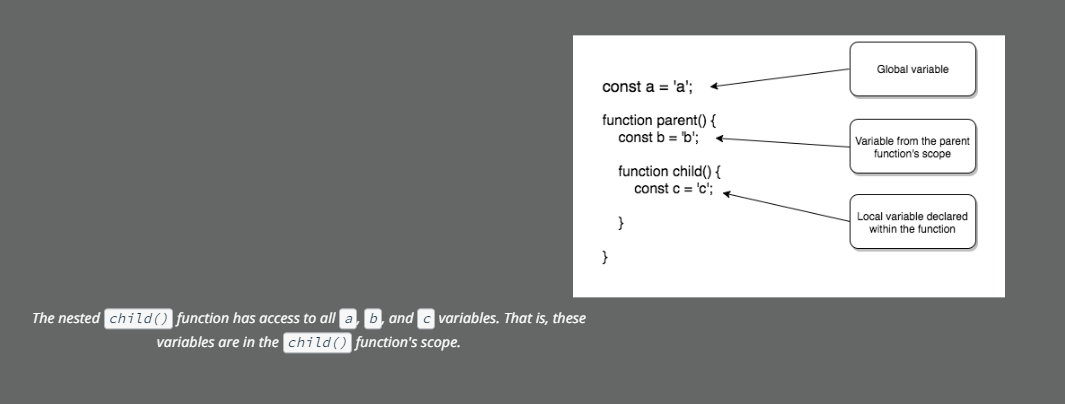 const a = 'a';
Global variable
function parent() {
const b = 'b';
Variable from the parent
function's scope
function child() {
const c = 'c';
Local variable declared
within the function
}
}
The nested child() function has access to all a, b, and c variables. That is, these
variables are in the child() function's scope.